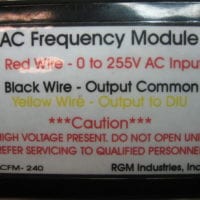 AC Frequency Module
Red Wire - 0 to 255V AC Input
Black Wire - Output Common
Yellow Wire - Output to DIU
***Caution***
HIGH VOLTAGE PRESENT. DO NOT OPEN UNIT
REFER SERVICING TO QUALIFIED PERSONNEL
CFM- 240
RGM Industries, Inc.